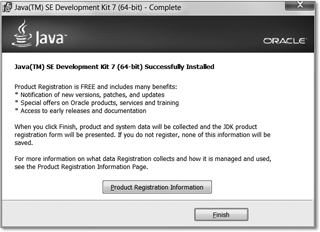 Java(TM) SE Development Kit 7 (64-bit) - Complete
Java
ORACLE
Java(TM) SE Development Kit 7 (64-bit) Successfully Installed
Product Registration is FREE and includes many benefits:
* Notification of new versions, patches, and updates
* Special offers on Oracle products, services and training
* Access to early releases and documentation
When you click Finish, product and system data will be collected and the JDK product
registration form will be presented. If you do not register, none of this information will be
saved.
For more information on what data Registration collects and how it is managed and used,
see the Product Registration Information Page.
Product Registration Information
Finish